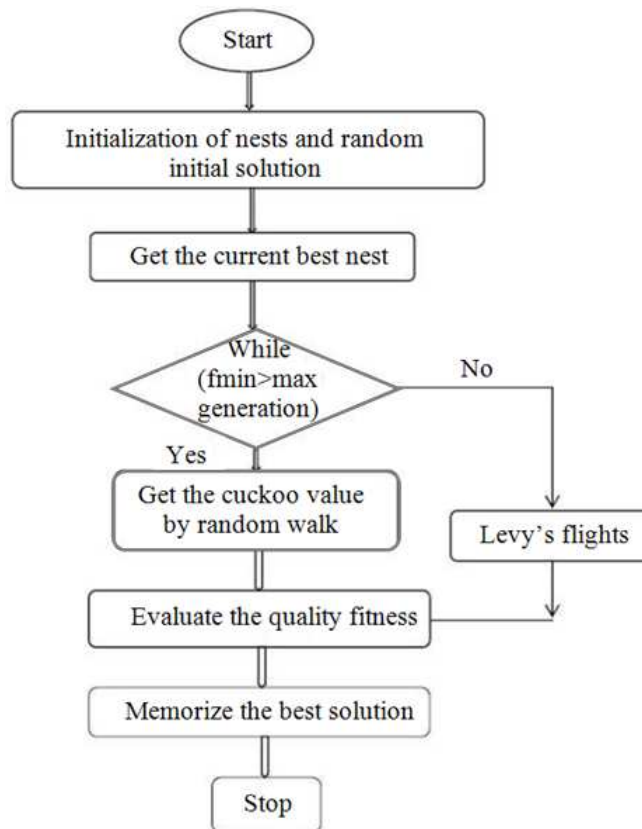 Start
Initialization of nests and random
initial solution
Get the current best nest
While
(fmin>max
generation)
No
Yes
Get the cuckoo value
by random walk
Levy's flights
Evaluate the quality fitness
Memorize the best solution
Stop